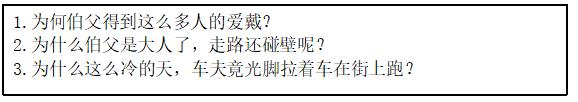 1.为何伯父得到这么多人的爱戴？
2.为什么伯父是大人了，走路还碰壁呢？
3.为什么这么冷的天，车夫竟光脚拉着车在街上跑？